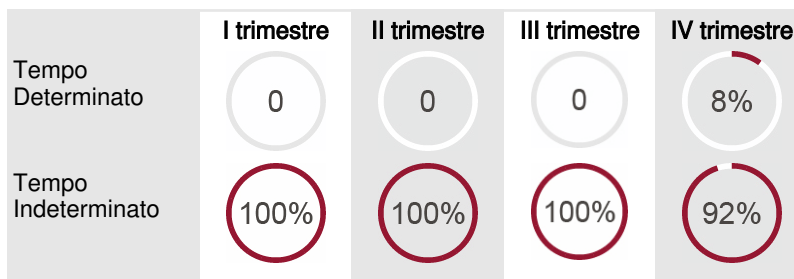 I trimestre II trimestre III trimestre IV trimestre
Tempo
Determinato
0 0 0 8%
Tempo
Indeterminato
100% 100% 100% 92%